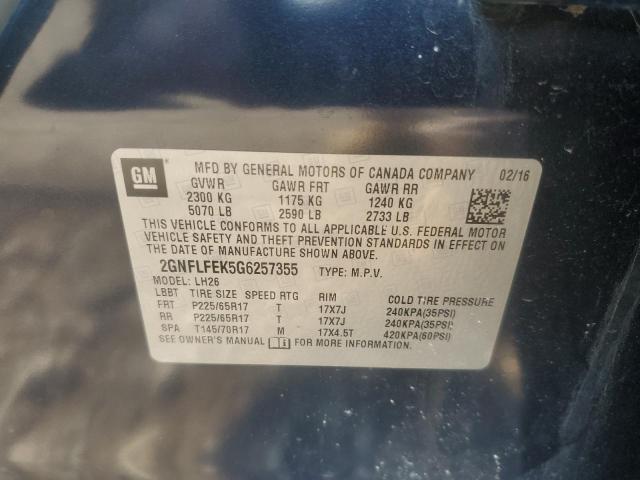 GM
MFD BY GENERAL MOTORS OF CANADA COMPANY 02/16
GVWR GAWR FRT GAWR RR
2300 KG 1175 KG 1240 KG
5070 LB 2590 LB 2733 LB
THIS VEHICLE CONFORMS TO ALL APPLICABLE U.S. FEDERAL MOTOR
VEHICLE SAFETY AND THEFT PREVENTION STANDARDS IN EFFECT ON
THE DATE OF MANUFACTURE SHOWN ABOVE.
2GNFLFEK5G6257355 TYPE: M.P.V.
MODEL: LH26
LBBT TIRE SIZE SPEED RTG RIM COLD TIRE PRESSURE
FRT P225/65R17 T 17X7J 240KPA(35PSI)
RR P225/65R17 T 17X7J 240KPA(35PSI)
SPA T145/70R17 M 17X4.5T 420KPA(60PSI)
SEE OWNER'S MANUAL i FOR MORE INFORMATION.